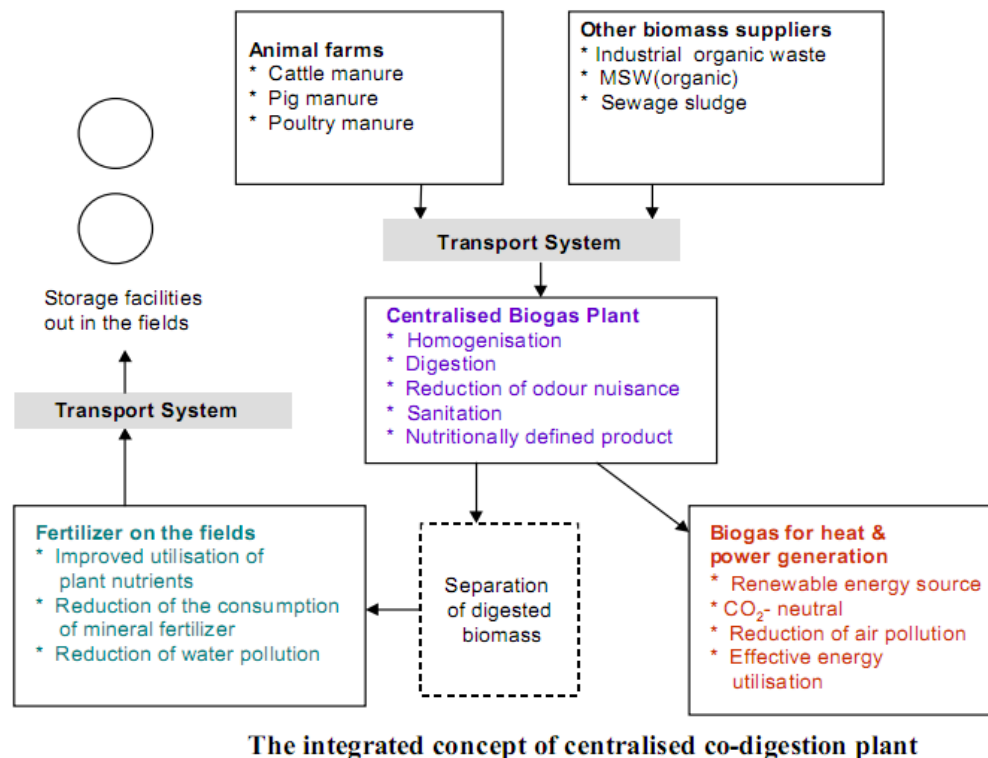 Animal farms
* Cattle manure
* Pig manure
* Poultry manure
Other biomass suppliers
* Industrial organic waste
* MSW(organic)
* Sewage sludge
Transport System
Storage facilities
out in the fields
Centralised Biogas Plant
* Homogenisation
* Digestion
* Reduction of odour nuisance
* Sanitation
* Nutritionally defined product
Transport System
Fertilizer on the fields
* Improved utilisation of
plant nutrients
* Reduction of the consumption
of mineral fertilizer
* Reduction of water pollution
Separation
of digested
biomass
Biogas for heat &
power generation
* Renewable energy source
* CO₂- neutral
* Reduction of air pollution
* Effective energy
utilisation
The integrated concept of centralised co-digestion plant